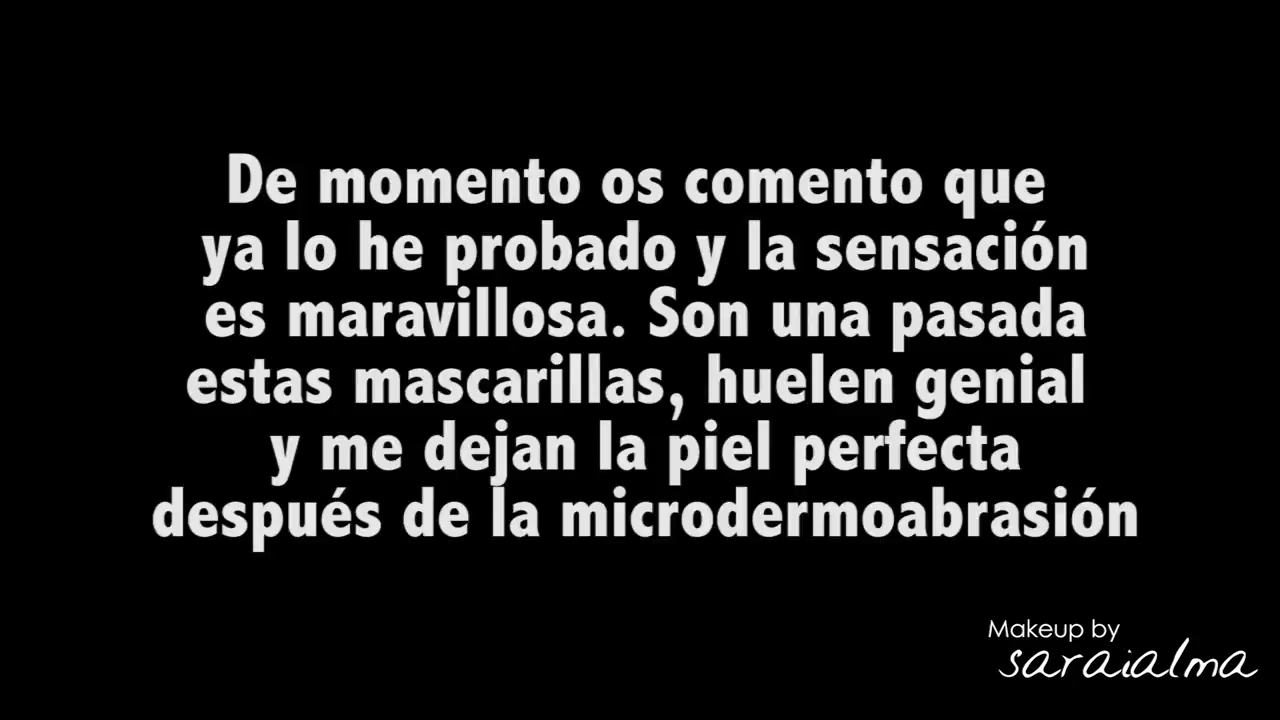 De momento os comento que
ya lo he probado y la sensación
es maravillosa. Son una pasada
estas mascarillas, huelen genial
y me dejan la piel perfecta
después de la microdermoabrasión
Makeup by
saraialma